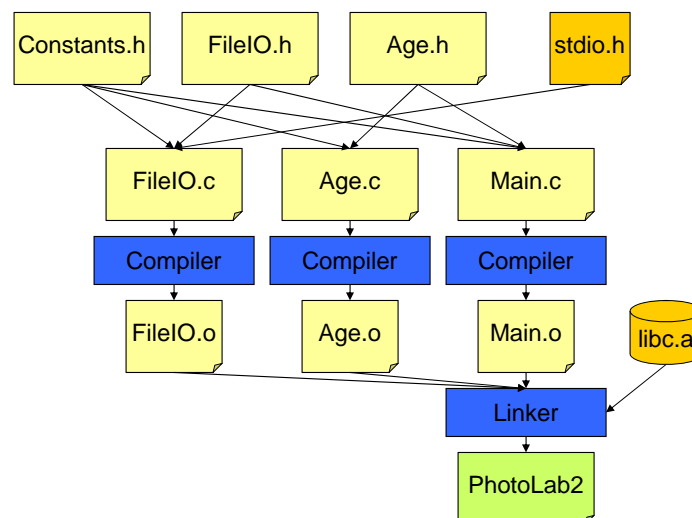 Constants.h
FileIO.h
Age.h
stdio.h
FileIO.c
Age.c
Main.c
Compiler
Compiler
Compiler
FileIO.o
Age.o
Main.o
libc.a
Linker
PhotoLab2